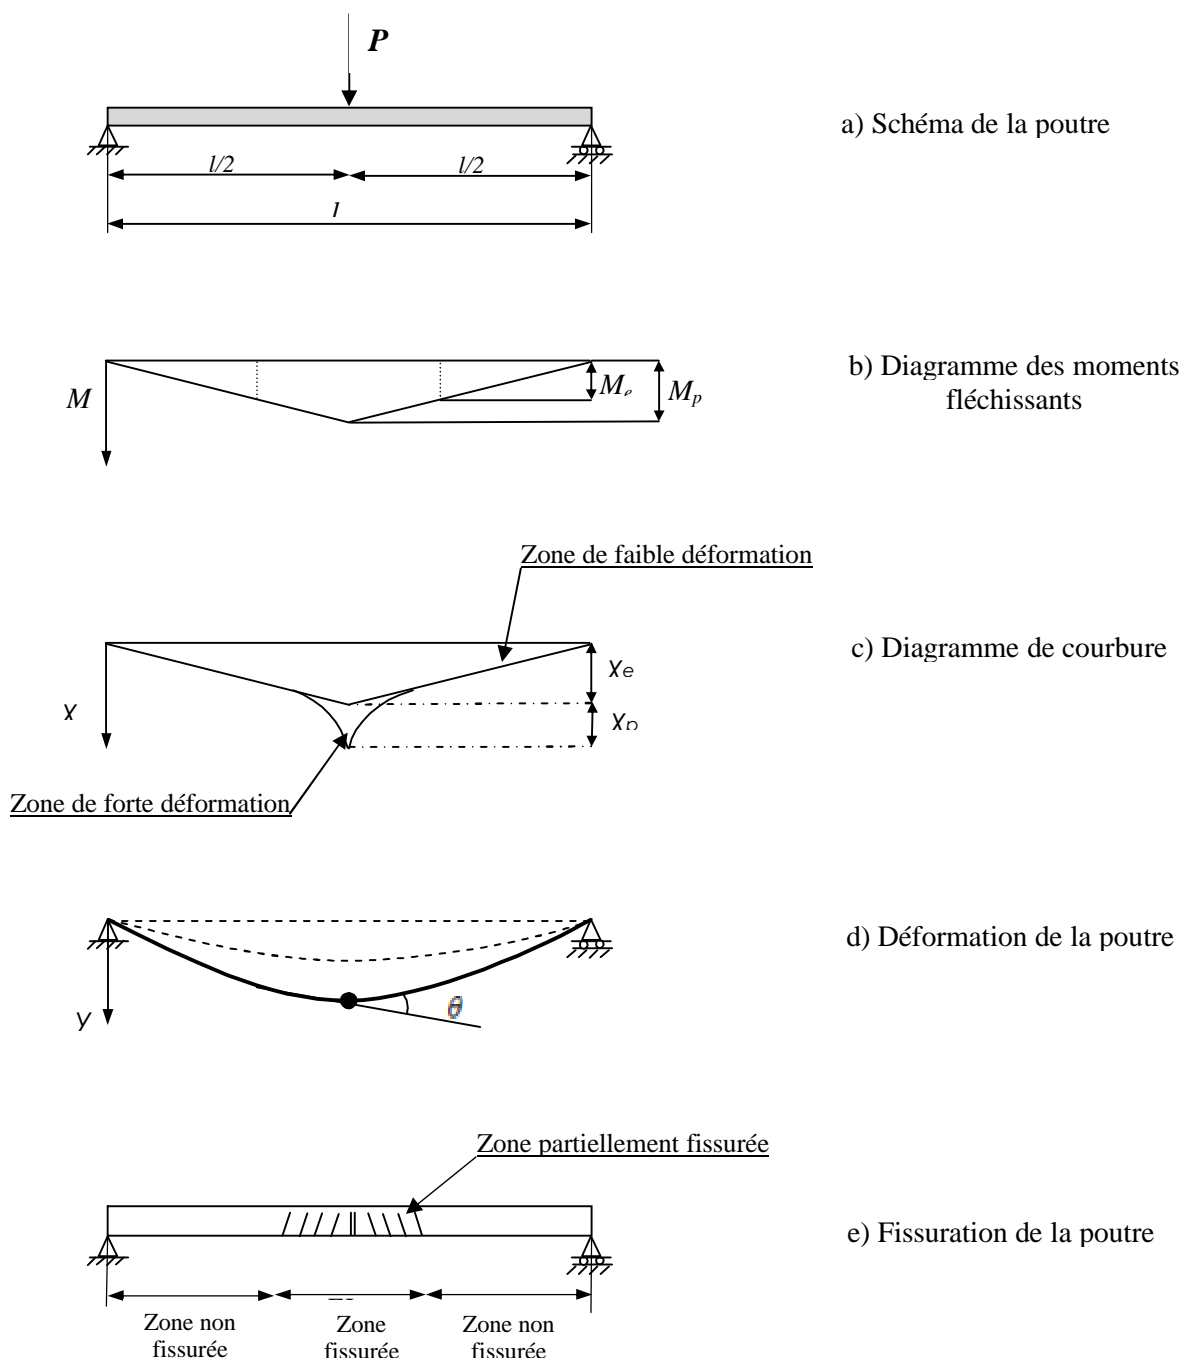 P
a) Schéma de la poutre
l/2
l/2
l
b) Diagramme des moments
fléchissants
M
M_e
M_p
Zone de faible déformation
c) Diagramme de courbure
χ_e
χ
χ_p
Zone de forte déformation
d) Déformation de la poutre
θ
y
Zone partiellement fissurée
e) Fissuration de la poutre
Zone non
fissurée
Zone
fissurée
Zone non
fissurée